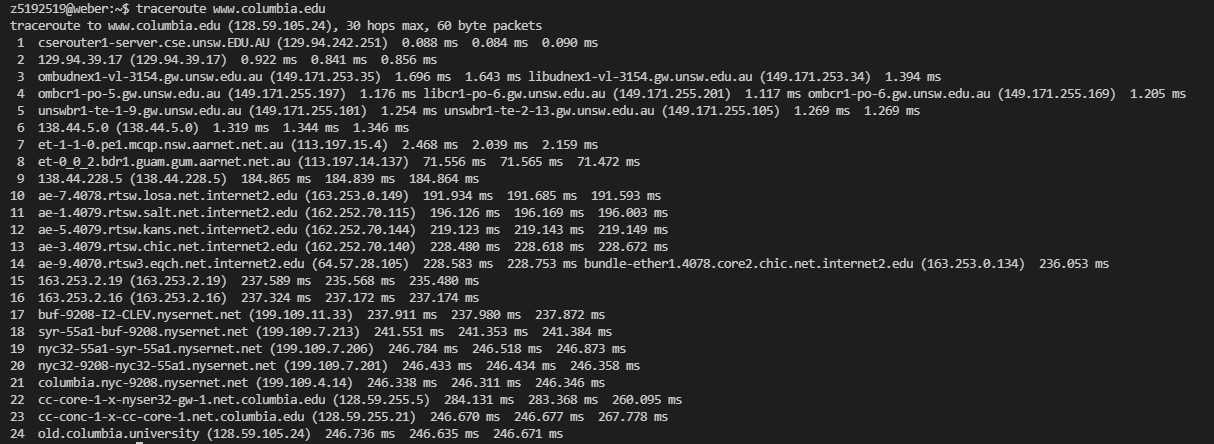 z5192519@weber:~$ traceroute www.columbia.edu
traceroute to www.columbia.edu (128.59.105.24), 30 hops max, 60 byte packets
 1  cserouter1-server.cse.unsw.EDU.AU (129.94.242.251)  0.088 ms  0.084 ms  0.090 ms
 2  129.94.39.17 (129.94.39.17)  0.922 ms  0.841 ms  0.856 ms
 3  ombudnex1-vl-3154.gw.unsw.edu.au (149.171.253.35)  1.696 ms  1.643 ms libudnex1-vl-3154.gw.unsw.edu.au (149.171.253.34)  1.394 ms
 4  ombcr1-po-5.gw.unsw.edu.au (149.171.255.197)  1.176 ms libcr1-po-6.gw.unsw.edu.au (149.171.255.201)  1.117 ms ombcr1-po-6.gw.unsw.edu.au (149.171.255.169)  1.205 ms
 5  unswbr1-te-1-9.gw.unsw.edu.au (149.171.255.101)  1.254 ms unswbr1-te-2-13.gw.unsw.edu.au (149.171.255.105)  1.269 ms  1.269 ms
 6  138.44.5.0 (138.44.5.0)  1.319 ms  1.344 ms  1.346 ms
 7  et-1-1-0.pe1.mcqp.nsw.aarnet.net.au (113.197.15.4)  2.468 ms  2.039 ms  2.159 ms
 8  et-0_0_2.bdr1.guam.gum.aarnet.net.au (113.197.14.137)  71.556 ms  71.565 ms  71.472 ms
 9  138.44.228.5 (138.44.228.5)  184.865 ms  184.839 ms  184.864 ms
10  ae-7.4078.rtsw.losa.net.internet2.edu (163.253.0.149)  191.934 ms  191.685 ms  191.593 ms
11  ae-1.4079.rtsw.salt.net.internet2.edu (162.252.70.115)  196.126 ms  196.169 ms  196.003 ms
12  ae-5.4079.rtsw.kans.net.internet2.edu (162.252.70.144)  219.123 ms  219.143 ms  219.149 ms
13  ae-3.4079.rtsw.chic.net.internet2.edu (162.252.70.140)  228.480 ms  228.618 ms  228.672 ms
14  ae-9.4070.rtsw3.eqch.net.internet2.edu (64.57.28.105)  228.583 ms  228.753 ms bundle-ether1.4078.core2.chic.net.internet2.edu (163.253.0.134)  236.053 ms
15  163.253.2.19 (163.253.2.19)  237.589 ms  235.568 ms  235.480 ms
16  163.253.2.16 (163.253.2.16)  237.324 ms  237.172 ms  237.174 ms
17  buf-9208-I2-CLEV.nysernet.net (199.109.11.33)  237.911 ms  237.980 ms  237.872 ms
18  syr-55a1-buf-9208.nysernet.net (199.109.7.213)  241.551 ms  241.353 ms  241.384 ms
19  nyc32-55a1-syr-55a1.nysernet.net (199.109.7.206)  246.784 ms  246.518 ms  246.873 ms
20  nyc32-9208-nyc32-55a1.nysernet.net (199.109.7.201)  246.433 ms  246.434 ms  246.358 ms
21  columbia.nyc-9208.nysernet.net (199.109.4.14)  246.338 ms  246.311 ms  246.346 ms
22  cc-core-1-x-nyser32-gw-1.net.columbia.edu (128.59.255.5)  284.131 ms  283.368 ms  260.095 ms
23  cc-conc-1-x-cc-core-1.net.columbia.edu (128.59.255.21)  246.670 ms  246.677 ms  267.778 ms
24  old.columbia.university (128.59.105.24)  246.736 ms  246.635 ms  246.671 ms